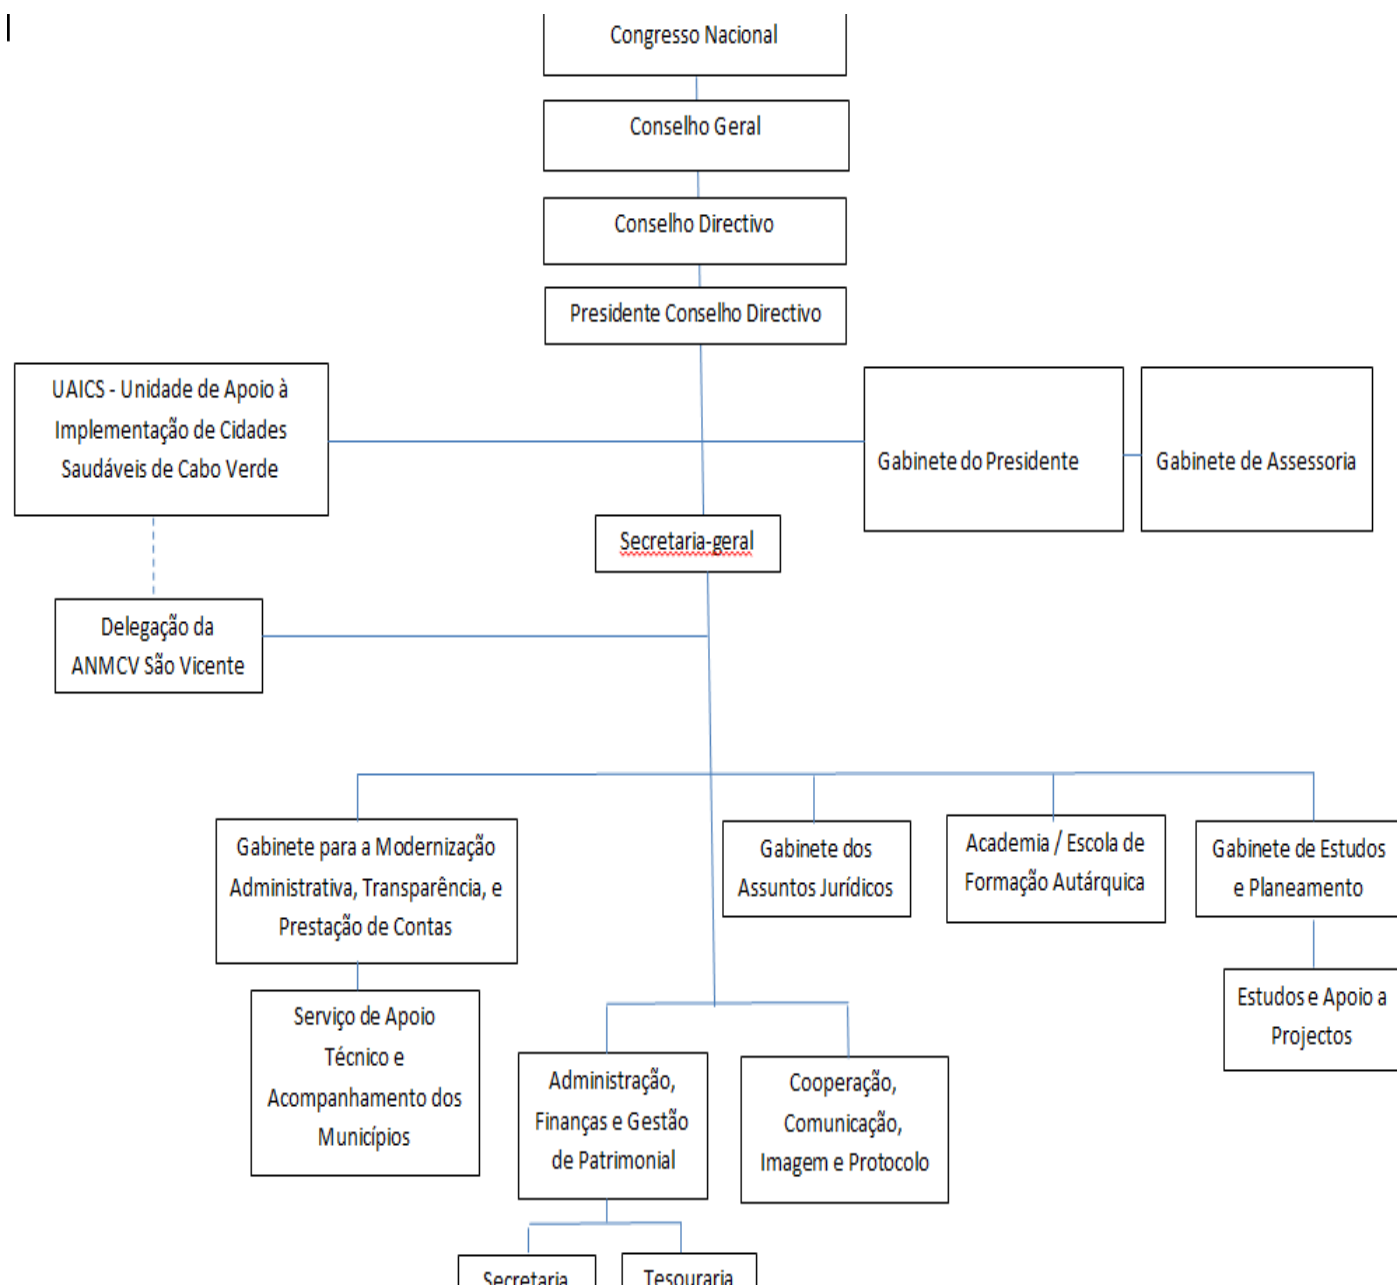 Congresso Nacional
Conselho Geral
Conselho Directivo
Presidente Conselho Directivo
UAICS - Unidade de Apoio à
Implementação de Cidades
Saudáveis de Cabo Verde
Gabinete do Presidente
Gabinete de Assessoria
Secretaria-geral
Delegação da
ANMCV São Vicente
Gabinete para a Modernização
Administrativa, Transparência, e
Prestação de Contas
Gabinete dos
Assuntos Jurídicos
Academia / Escola de
Formação Autárquica
Gabinete de Estudos
e Planeamento
Serviço de Apoio
Técnico e
Acompanhamento dos
Municípios
Estudos e Apoio a
Projectos
Administração,
Finanças e Gestão
de Patrimonial
Cooperação,
Comunicação,
Imagem e Protocolo
Secretaria
Tesouraria